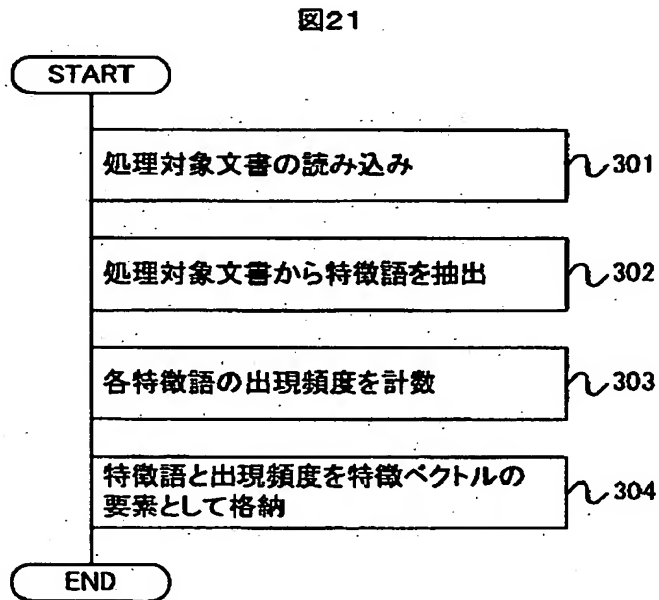 図21
START
処理対象文書の読み込み
301
処理対象文書から特徴語を抽出
302
各特徴語の出現頻度を計数
303
特徴語と出現頻度を特徴ベクトルの
要素として格納
304
END